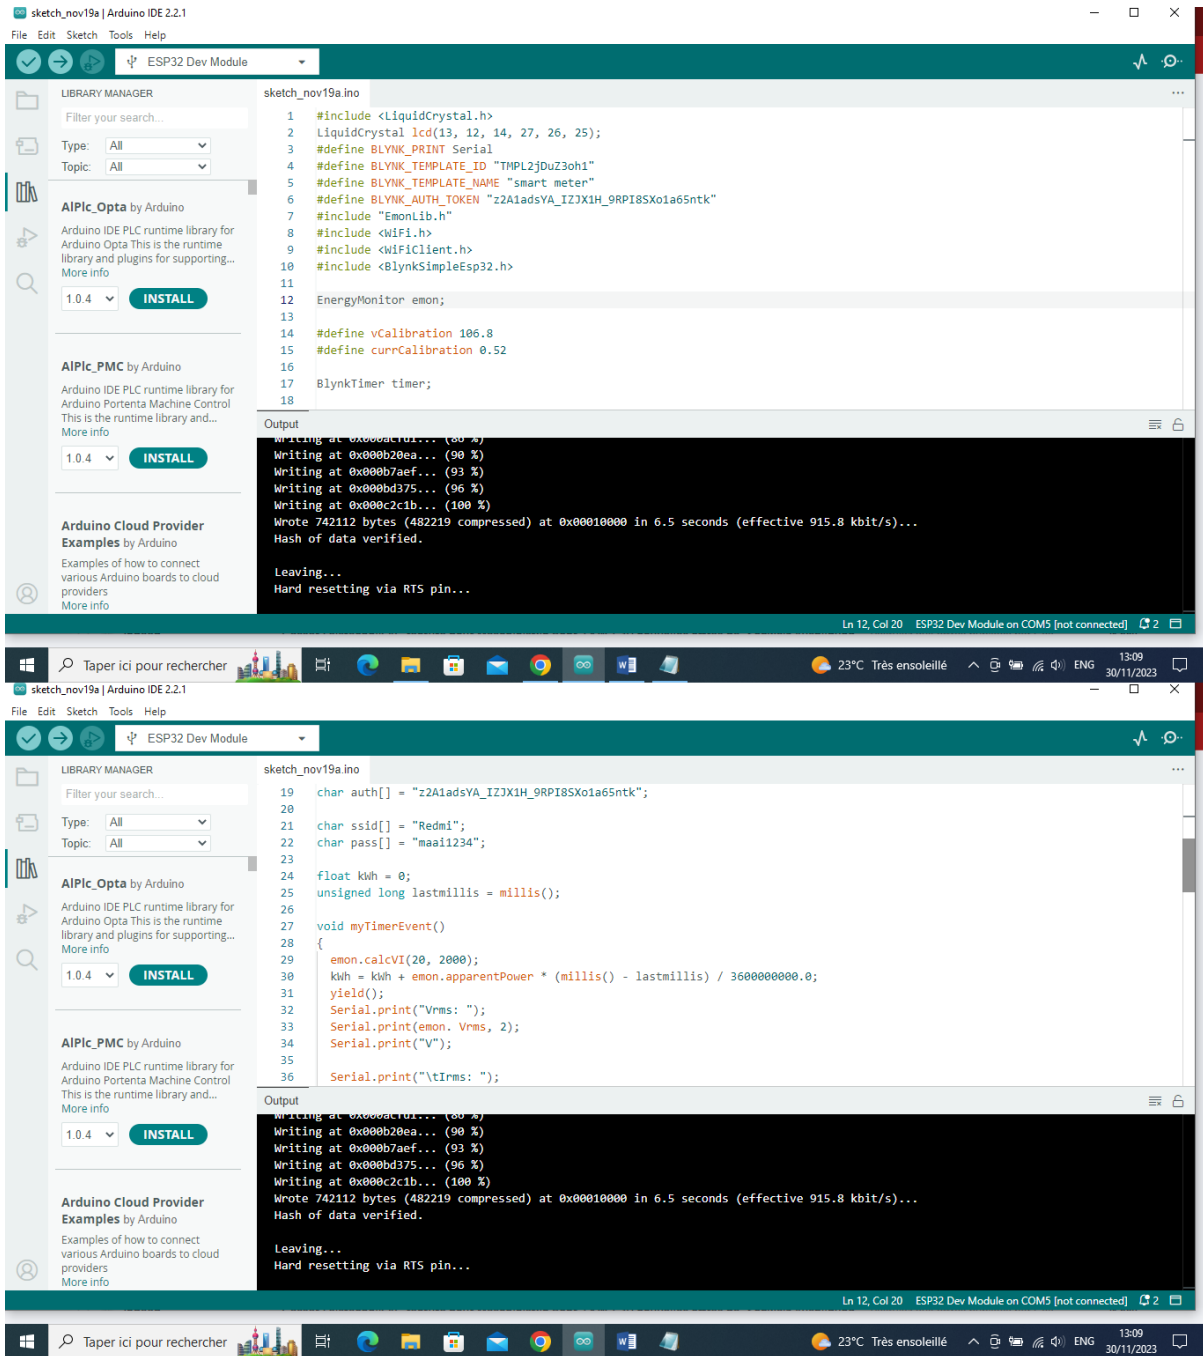 sketch_nov19a | Arduino IDE 2.2.1
File Edit Sketch Tools Help
ESP32 Dev Module
LIBRARY MANAGER
Filter your search...
Type: All
Topic: All
AlPlc_Opta by Arduino
Arduino IDE PLC runtime library for
Arduino Opta This is the runtime
library and plugins for supporting...
More info
1.0.4 INSTALL
AlPlc_PMC by Arduino
Arduino IDE PLC runtime library for
Arduino Portenta Machine Control
This is the runtime library and...
More info
1.0.4 INSTALL
Arduino Cloud Provider
Examples by Arduino
Examples of how to connect
various Arduino boards to cloud
providers
More info
sketch_nov19a.ino
1 #include <LiquidCrystal.h>
2 LiquidCrystal lcd(13, 12, 14, 27, 26, 25);
3 #define BLYNK_PRINT Serial
4 #define BLYNK_TEMPLATE_ID "TMPL2jDuZ3oh1"
5 #define BLYNK_TEMPLATE_NAME "smart meter"
6 #define BLYNK_AUTH_TOKEN "z2A1adsYA_IZJX1H_9RPI8SXo1a65ntk"
7 #include "EmonLib.h"
8 #include <WiFi.h>
9 #include <WiFiClient.h>
10 #include <BlynkSimpleEsp32.h>
11
12 EnergyMonitor emon;
13
14 #define vCalibration 106.8
15 #define currCalibration 0.52
16
17 BlynkTimer timer;
18
Output
Writing at 0x000acfd1... (86 %)
Writing at 0x000b20ea... (90 %)
Writing at 0x000b7aef... (93 %)
Writing at 0x000bd375... (96 %)
Writing at 0x000c2c1b... (100 %)
Wrote 742112 bytes (482219 compressed) at 0x00010000 in 6.5 seconds (effective 915.8 kbit/s)...
Hash of data verified.
Leaving...
Hard resetting via RTS pin...
Ln 12, Col 20 ESP32 Dev Module on COM5 [not connected] 2
Taper ici pour rechercher
23°C Très ensoleillé ENG 13:09
30/11/2023
sketch_nov19a | Arduino IDE 2.2.1
File Edit Sketch Tools Help
ESP32 Dev Module
LIBRARY MANAGER
Filter your search...
Type: All
Topic: All
AlPlc_Opta by Arduino
Arduino IDE PLC runtime library for
Arduino Opta This is the runtime
library and plugins for supporting...
More info
1.0.4 INSTALL
AlPlc_PMC by Arduino
Arduino IDE PLC runtime library for
Arduino Portenta Machine Control
This is the runtime library and...
More info
1.0.4 INSTALL
Arduino Cloud Provider
Examples by Arduino
Examples of how to connect
various Arduino boards to cloud
providers
More info
sketch_nov19a.ino
19 char auth[] = "z2A1adsYA_IZJX1H_9RPI8SXo1a65ntk";
20
21 char ssid[] = "Redmi";
22 char pass[] = "maai1234";
23
24 float kWh = 0;
25 unsigned long lastmillis = millis();
26
27 void myTimerEvent()
28 {
29 emon.calcVI(20, 2000);
30 kWh = kWh + emon.apparentPower * (millis() - lastmillis) / 3600000000.0;
31 yield();
32 Serial.print("Vrms: ");
33 Serial.print(emon. Vrms, 2);
34 Serial.print("V");
35
36 Serial.print("\tIrms: ");
Output
Writing at 0x000acfd1... (86 %)
Writing at 0x000b20ea... (90 %)
Writing at 0x000b7aef... (93 %)
Writing at 0x000bd375... (96 %)
Writing at 0x000c2c1b... (100 %)
Wrote 742112 bytes (482219 compressed) at 0x00010000 in 6.5 seconds (effective 915.8 kbit/s)...
Hash of data verified.
Leaving...
Hard resetting via RTS pin...
Ln 12, Col 20 ESP32 Dev Module on COM5 [not connected] 2
Taper ici pour rechercher
23°C Très ensoleillé ENG 13:09
30/11/2023